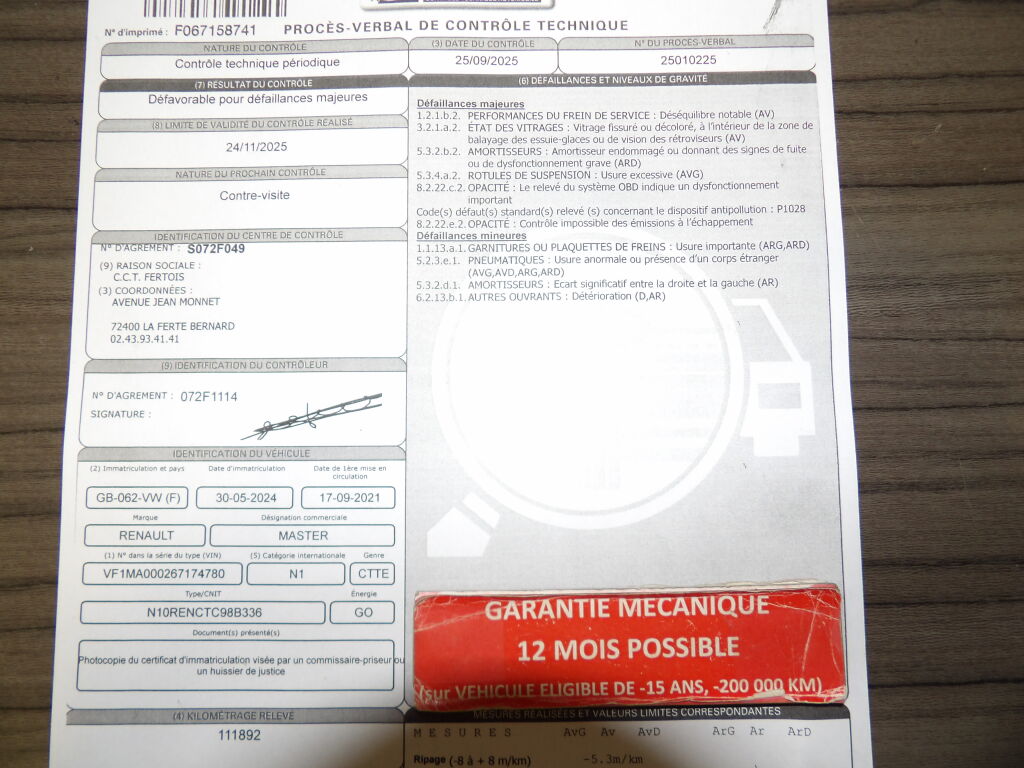 N° d'imprimé : F067158741 PROCÈS-VERBAL DE CONTRÔLE TECHNIQUE
NATURE DU CONTRÔLE
Contrôle technique périodique
(3) DATE DU CONTRÔLE
25/09/2025
N° DU PROCÈS-VERBAL
25010225
(7) RESULTAT DU CONTRÔLE
Défavorable pour défaillances majeures
(8) LIMITE DE VALIDITÉ DU CONTRÔLE RÉALISÉ
24/11/2025
NATURE DU PROCHAIN CONTRÔLE
Contre-visite
IDENTIFICATION DU CENTRE DE CONTRÔLE
N° D'AGREMENT : S072F049
(9) RAISON SOCIALE :
C.C.T. FERTOIS
(3) COORDONNÉES :
AVENUE JEAN MONNET
72400 LA FERTE BERNARD
02.43.93.41.41
(9) IDENTIFICATION DU CONTRÔLEUR
N° D'AGREMENT : 072F1114
SIGNATURE :
IDENTIFICATION DU VÉHICULE
(2) Immatriculation et pays Date d'immatriculation Date de 1ère mise en
circulation
GB-062-VW (F) 30-05-2024 17-09-2021
Marque Désignation commerciale
RENAULT MASTER
(1) N° dans la série du type (VIN) (5) Catégorie internationale Genre
VF1MA000267174780 N1 CTTE
Type/CNIT Énergie
N10RENCTC98B336 GO
Document(s) présenté(s)
Photocopie du certificat d'immatriculation visée par un commissaire-priseur ou
un huissier de justice
(4) KILOMÉTRAGE RELEVÉ
111892
(6) DÉFAILLANCES ET NIVEAUX DE GRAVITÉ
Défaillances majeures
1.2.1.b.2. PERFORMANCES DU FREIN DE SERVICE : Déséquilibre notable (AV)
3.2.1.a.2. ÉTAT DES VITRAGES : Vitrage fissuré ou décoloré, à l'intérieur de la zone de
balayage des essuie-glaces ou de vision des rétroviseurs (AV)
5.3.2.b.2. AMORTISSEURS : Amortisseur endommagé ou donnant des signes de fuite
ou de dysfonctionnement grave (ARD)
5.3.4.a.2. ROTULES DE SUSPENSION : Usure excessive (AVG)
8.2.22.c.2. OPACITÉ : Le relevé du système OBD indique un dysfonctionnement
important
Code(s) défaut(s) standard(s) relevé (s) concernant le dispositif antipollution : P1028
8.2.22.e.2. OPACITÉ : Contrôle impossible des émissions à l'échappement
Défaillances mineures
1.1.13.a.1. GARNITURES OU PLAQUETTES DE FREINS : Usure importante (ARG,ARD)
5.2.3.e.1. PNEUMATIQUES : Usure anormale ou présence d'un corps étranger
(AVG,AVD,ARG,ARD)
5.3.2.d.1. AMORTISSEURS : Ecart significatif entre la droite et la gauche (AR)
6.2.13.b.1. AUTRES OUVRANTS : Détérioration (D,AR)
GARANTIE MECANIQUE
12 MOIS POSSIBLE
(sur VEHICULE ELIGIBLE DE -15 ANS, -200 000 KM)
MESURES RÉALISÉES ET VALEURS LIMITES CORRESPONDANTES
MESURES AvG Av AvD ArG Ar ArD
Ripage (-8 à + 8 m/km) -5.3m/km